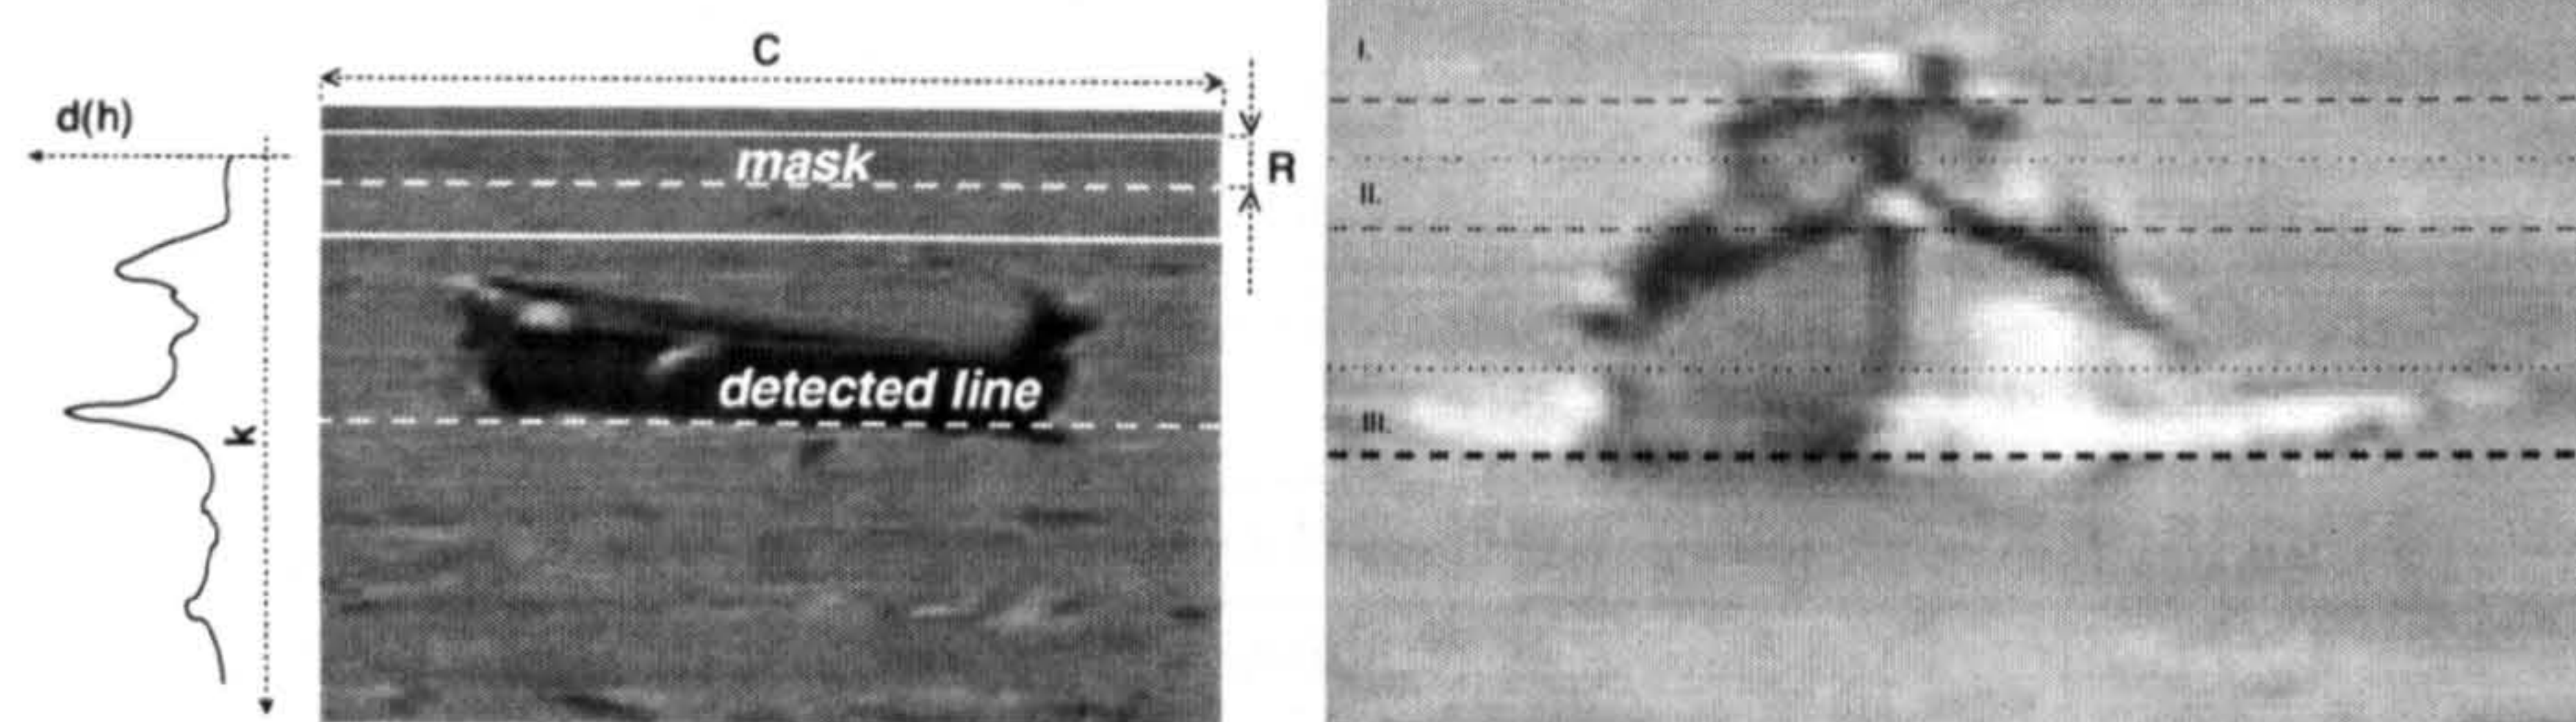 C
d(h)
mask
R
k
detected line
I.
II.
III.